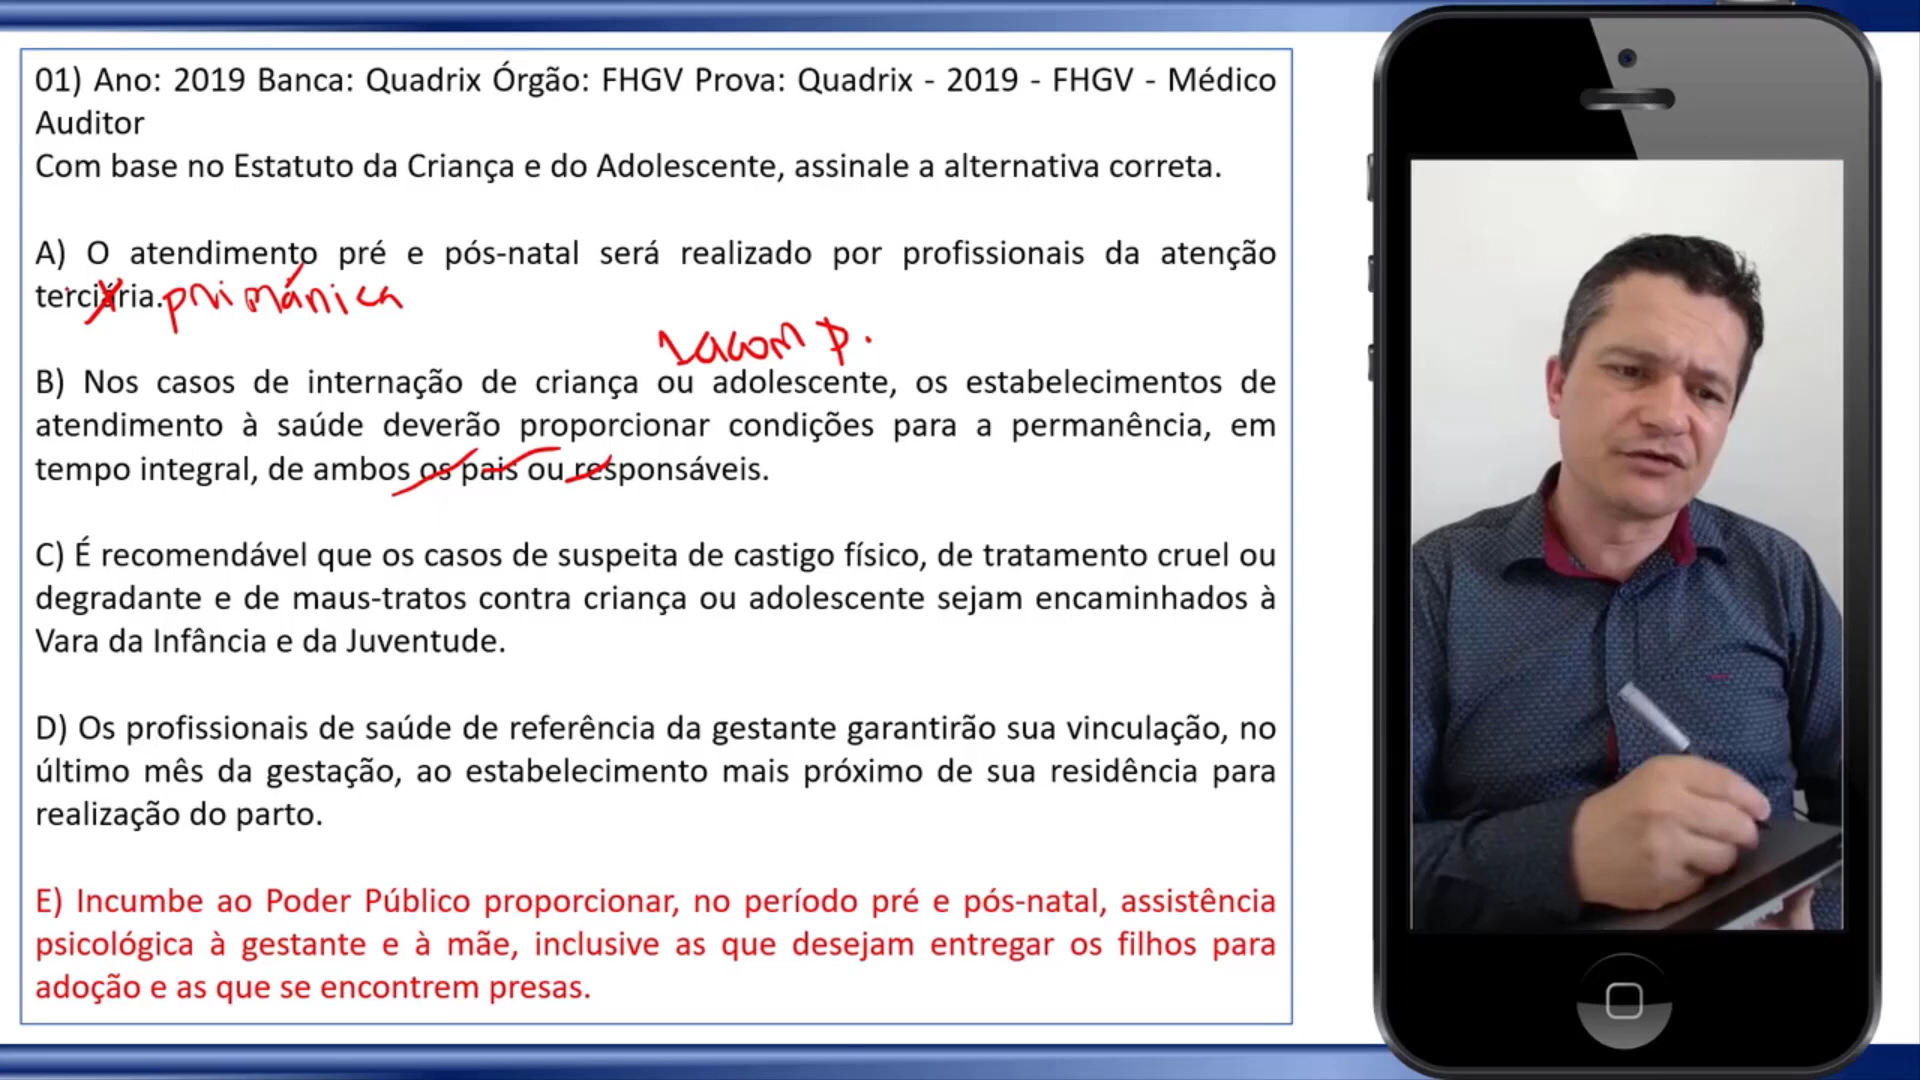 01) Ano: 2019 Banca: Quadrix Órgão: FHGV Prova: Quadrix - 2019 - FHGV - Médico
Auditor
Com base no Estatuto da Criança e do Adolescente, assinale a alternativa correta.
A) O atendimento pré e pós-natal será realizado por profissionais da atenção
terciária. primária
1 acomp.
B) Nos casos de internação de criança ou adolescente, os estabelecimentos de
atendimento à saúde deverão proporcionar condições para a permanência, em
tempo integral, de ambos os pais ou responsáveis.
C) É recomendável que os casos de suspeita de castigo físico, de tratamento cruel ou
degradante e de maus-tratos contra criança ou adolescente sejam encaminhados à
Vara da Infância e da Juventude.
D) Os profissionais de saúde de referência da gestante garantirão sua vinculação, no
último mês da gestação, ao estabelecimento mais próximo de sua residência para
realização do parto.
E) Incumbe ao Poder Público proporcionar, no período pré e pós-natal, assistência
psicológica à gestante e à mãe, inclusive as que desejam entregar os filhos para
adoção e as que se encontrem presas.